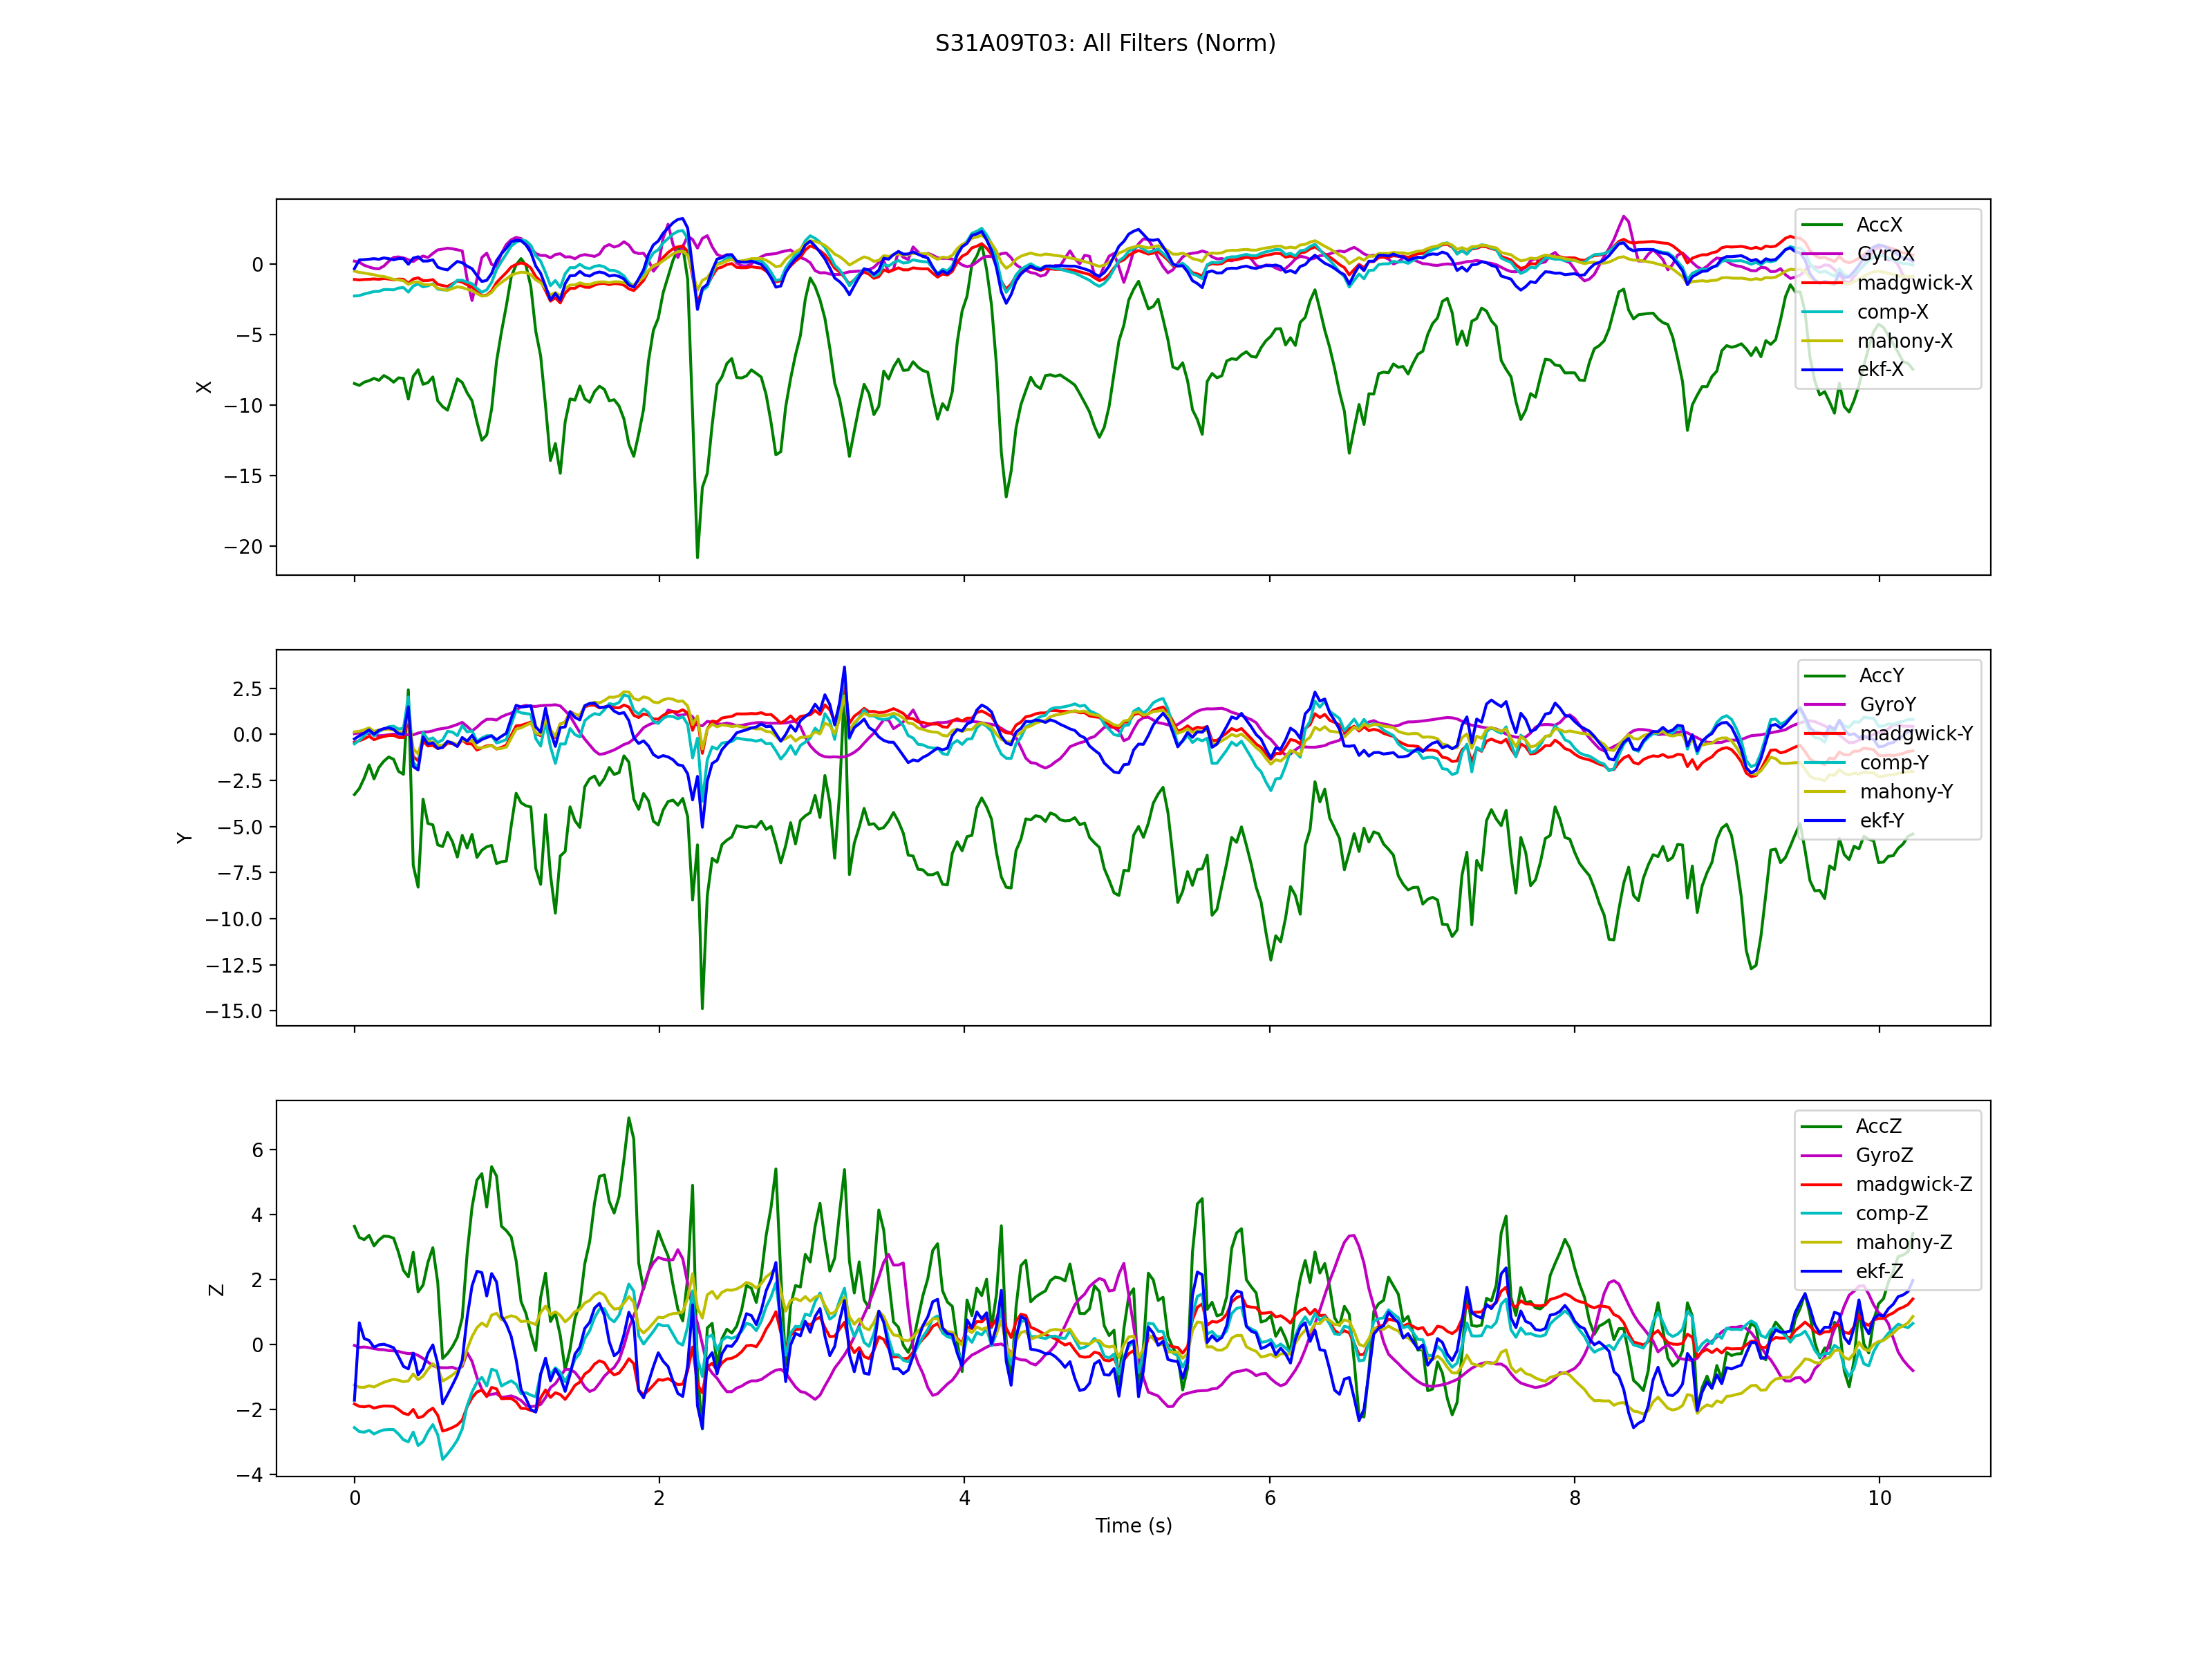 S31A09T03: All Filters (Norm)
0
−5
−10
−15
−20
X
AccX
GyroX
madgwick-X
comp-X
mahony-X
ekf-X
2.5
0.0
−2.5
−5.0
−7.5
−10.0
−12.5
−15.0
Y
AccY
GyroY
madgwick-Y
comp-Y
mahony-Y
ekf-Y
6
4
2
0
−2
−4
Z
AccZ
GyroZ
madgwick-Z
comp-Z
mahony-Z
ekf-Z
0 2 4 6 8 10
Time (s)